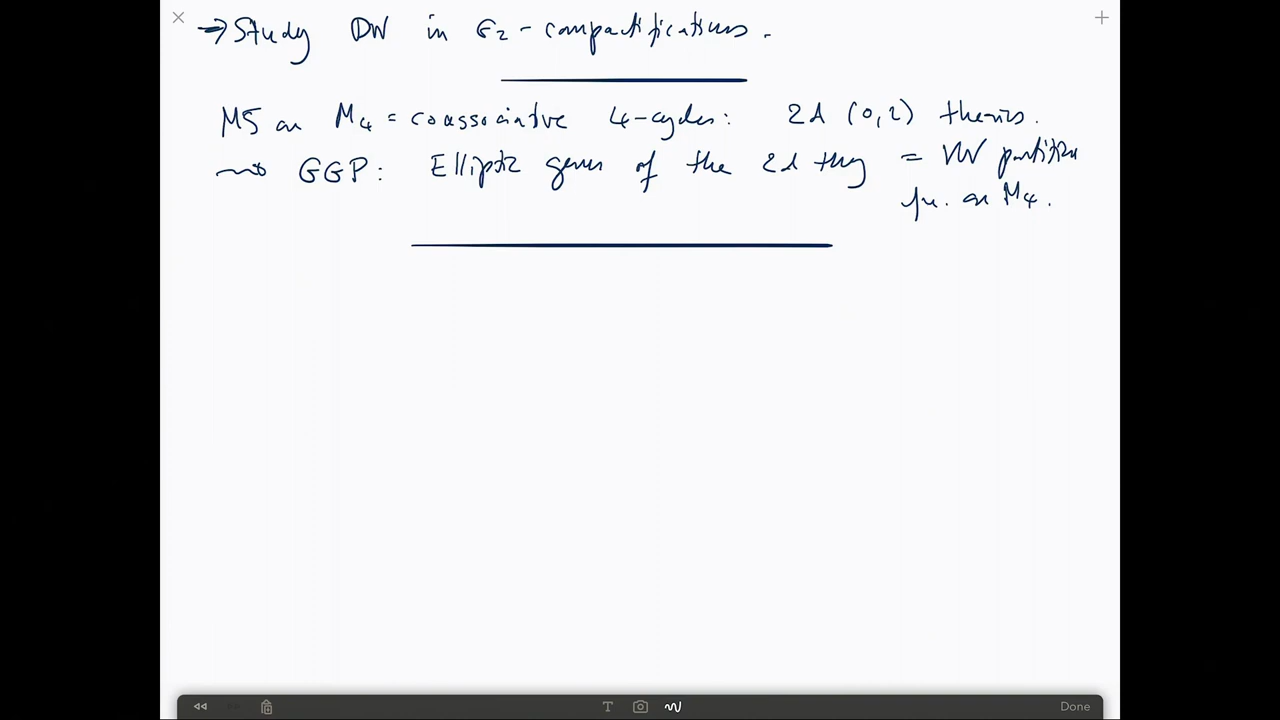 → Study DW in G2-compactifications.
M5 on M4 = coassociative 4-cycles: 2d (0,2) theories.
⇝ GGP: Elliptic genus of the 2d thy = VW partition
fn. on M4.
T
Done